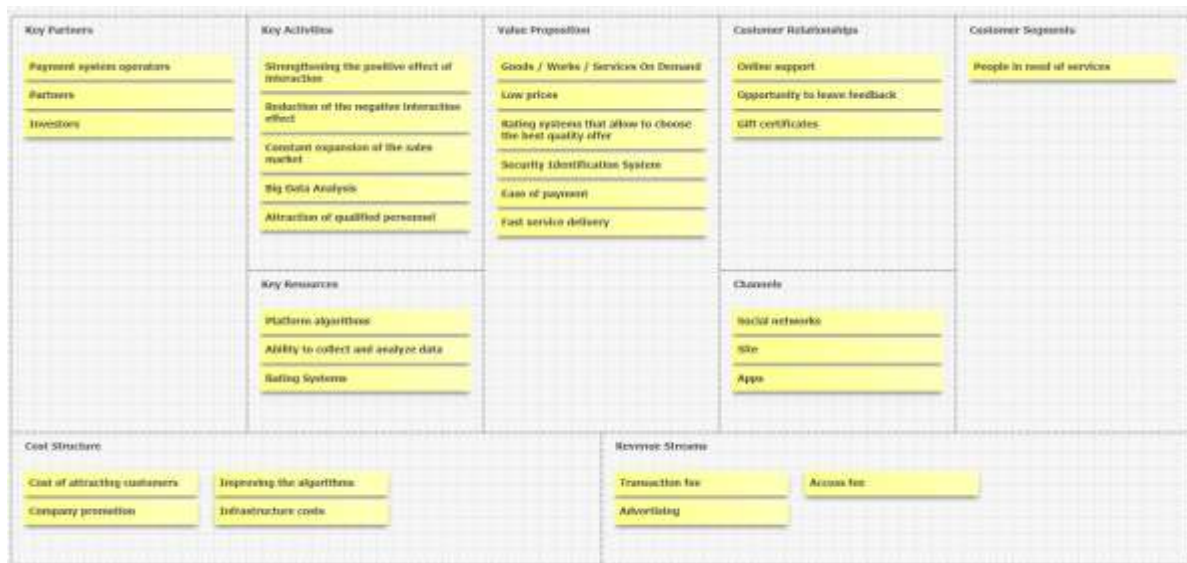 Key Partners
Payment system operators
Partners
Investors
Key Activities
Strengthening the positive effect of
interaction
Reduction of the negative interaction
effect
Constant expansion of the sales
market
Big Data Analysis
Attraction of qualified personnel
Key Resources
Platform algorithms
Ability to collect and analyze data
Rating Systems
Value Proposition
Goods / Works / Services On Demand
Low prices
Rating systems that allow to choose
the best quality offer
Security Identification System
Ease of payment
Fast service delivery
Customer Relationships
Online support
Opportunity to leave feedback
Gift certificates
Channels
Social networks
Site
Apps
Customer Segments
People in need of services
Cost Structure
Cost of attracting customers
Improving the algorithms
Company promotion
Infrastructure costs
Revenue Streams
Transaction fee
Access fee
Advertising